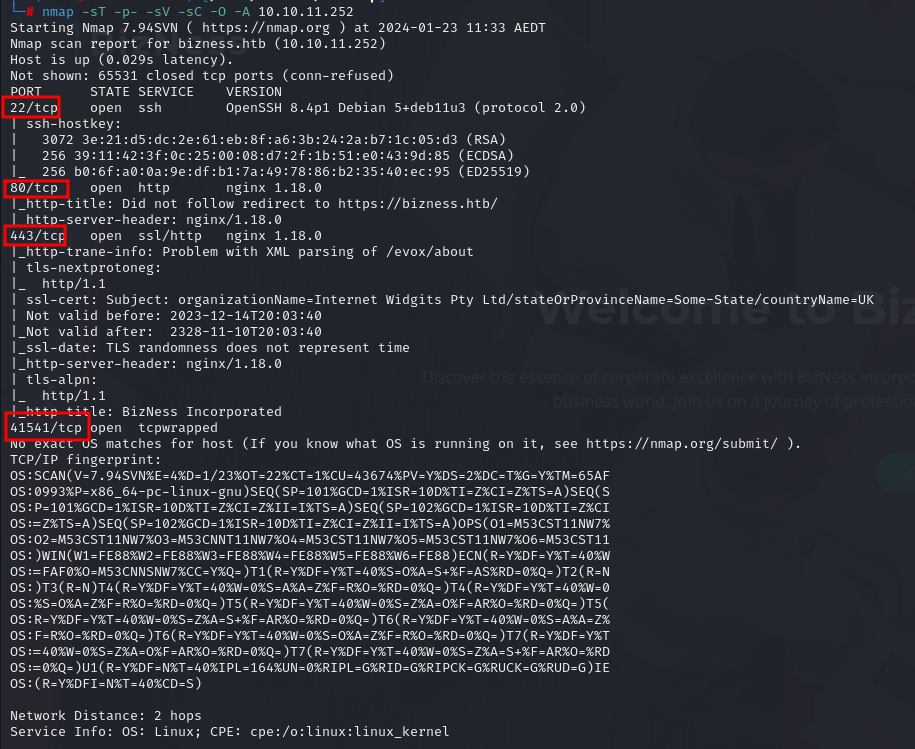 └─# nmap -sT -p- -sV -sC -O -A 10.10.11.252
Starting Nmap 7.94SVN ( https://nmap.org ) at 2024-01-23 11:33 AEDT
Nmap scan report for bizness.htb (10.10.11.252)
Host is up (0.029s latency).
Not shown: 65531 closed tcp ports (conn-refused)
PORT      STATE SERVICE    VERSION
22/tcp    open  ssh        OpenSSH 8.4p1 Debian 5+deb11u3 (protocol 2.0)
| ssh-hostkey:
|   3072 3e:21:d5:dc:2e:61:eb:8f:a6:3b:24:2a:b7:1c:05:d3 (RSA)
|   256 39:11:42:3f:0c:25:00:08:d7:2f:1b:51:e0:43:9d:85 (ECDSA)
|_  256 b0:6f:a0:0a:9e:df:b1:7a:49:78:86:b2:35:40:ec:95 (ED25519)
80/tcp    open  http       nginx 1.18.0
|_http-title: Did not follow redirect to https://bizness.htb/
|_http-server-header: nginx/1.18.0
443/tcp   open  ssl/http   nginx 1.18.0
|_http-trane-info: Problem with XML parsing of /evox/about
| tls-nextprotoneg:
|_  http/1.1
| ssl-cert: Subject: organizationName=Internet Widgits Pty Ltd/stateOrProvinceName=Some-State/countryName=UK
| Not valid before: 2023-12-14T20:03:40
|_Not valid after:  2328-11-10T20:03:40
|_ssl-date: TLS randomness does not represent time
|_http-server-header: nginx/1.18.0
| tls-alpn:
|_  http/1.1
|_http-title: BizNess Incorporated
41541/tcp open  tcpwrapped
No exact OS matches for host (If you know what OS is running on it, see https://nmap.org/submit/ ).
TCP/IP fingerprint:
OS:SCAN(V=7.94SVN%E=4%D=1/23%OT=22%CT=1%CU=43674%PV=Y%DS=2%DC=T%G=Y%TM=65AF
OS:0993%P=x86_64-pc-linux-gnu)SEQ(SP=101%GCD=1%ISR=10D%TI=Z%CI=Z%TS=A)SEQ(S
OS:P=101%GCD=1%ISR=10D%TI=Z%CI=Z%II=I%TS=A)SEQ(SP=102%GCD=1%ISR=10D%TI=Z%CI
OS:=Z%TS=A)SEQ(SP=102%GCD=1%ISR=10D%TI=Z%CI=Z%II=I%TS=A)OPS(O1=M53CST11NW7%
OS:O2=M53CST11NW7%O3=M53CNNT11NW7%O4=M53CST11NW7%O5=M53CST11NW7%O6=M53CST11
OS:)WIN(W1=FE88%W2=FE88%W3=FE88%W4=FE88%W5=FE88%W6=FE88)ECN(R=Y%DF=Y%T=40%W
OS:=FAF0%O=M53CNNSNW7%CC=Y%Q=)T1(R=Y%DF=Y%T=40%S=O%A=S+%F=AS%RD=0%Q=)T2(R=N
OS:)T3(R=N)T4(R=Y%DF=Y%T=40%W=0%S=A%A=Z%F=R%O=%RD=0%Q=)T4(R=Y%DF=Y%T=40%W=0
OS:%S=O%A=Z%F=R%O=%RD=0%Q=)T5(R=Y%DF=Y%T=40%W=0%S=Z%A=O%F=AR%O=%RD=0%Q=)T5(
OS:R=Y%DF=Y%T=40%W=0%S=Z%A=S+%F=AR%O=%RD=0%Q=)T6(R=Y%DF=Y%T=40%W=0%S=A%A=Z%
OS:F=R%O=%RD=0%Q=)T6(R=Y%DF=Y%T=40%W=0%S=O%A=Z%F=R%O=%RD=0%Q=)T7(R=Y%DF=Y%T
OS:=40%W=0%S=Z%A=O%F=AR%O=%RD=0%Q=)T7(R=Y%DF=Y%T=40%W=0%S=Z%A=S+%F=AR%O=%RD
OS:=0%Q=)U1(R=Y%DF=N%T=40%IPL=164%UN=0%RIPL=G%RID=G%RIPCK=G%RUCK=G%RUD=G)IE
OS:(R=Y%DFI=N%T=40%CD=S)
Network Distance: 2 hops
Service Info: OS: Linux; CPE: cpe:/o:linux:linux_kernel
Welcome to Biz
Discover the essence of corporate excellence with BizNess Incorpo
business world. Join us on a journey of professio